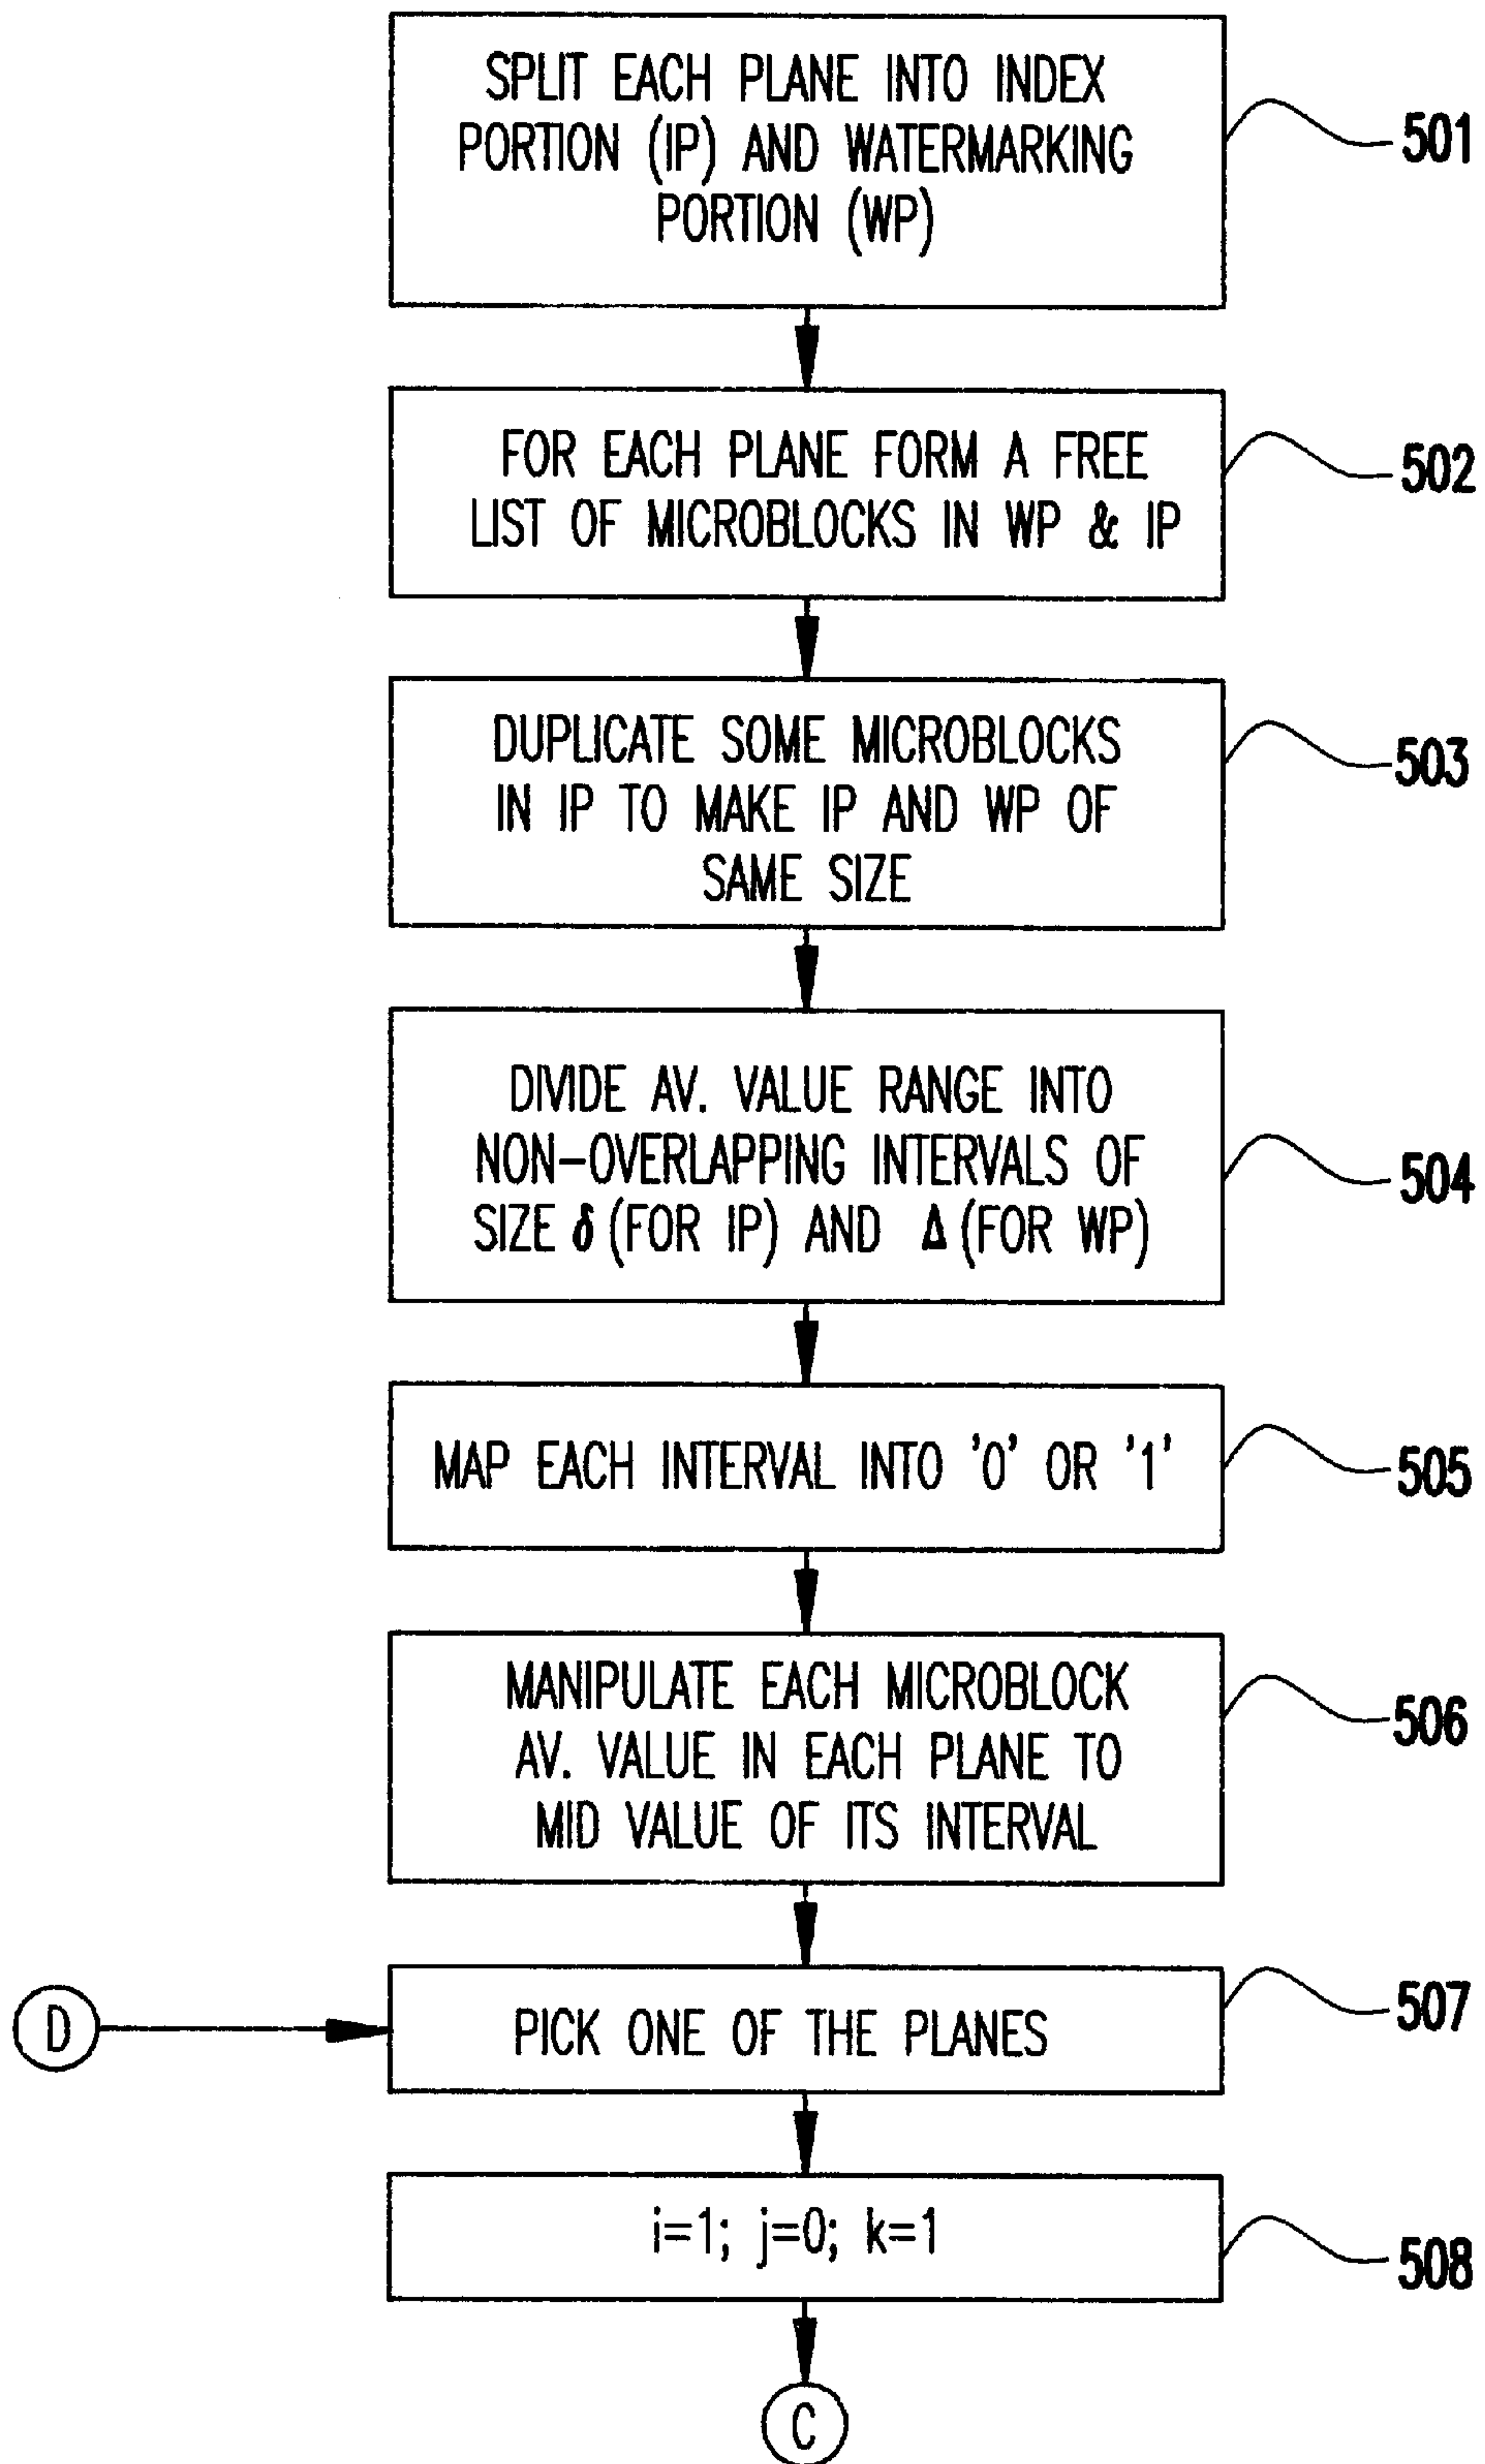 SPLIT EACH PLANE INTO INDEX
PORTION (IP) AND WATERMARKING
PORTION (WP)
501
FOR EACH PLANE FORM A FREE
LIST OF MICROBLOCKS IN WP & IP
502
DUPLICATE SOME MICROBLOCKS
IN IP TO MAKE IP AND WP OF
SAME SIZE
503
DIVIDE AV. VALUE RANGE INTO
NON-OVERLAPPING INTERVALS OF
SIZE δ (FOR IP) AND Δ (FOR WP)
504
MAP EACH INTERVAL INTO '0' OR '1'
505
MANIPULATE EACH MICROBLOCK
AV. VALUE IN EACH PLANE TO
MID VALUE OF ITS INTERVAL
506
D
PICK ONE OF THE PLANES
507
i=1; j=0; k=1
508
C